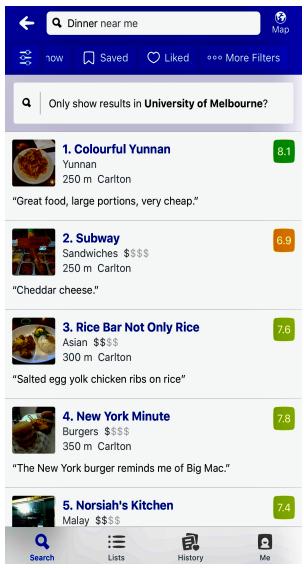 Dinner near me
Map
now Saved Liked More Filters
Only show results in University of Melbourne?
1. Colourful Yunnan
8.1
Yunnan
250 m Carlton
“Great food, large portions, very cheap.”
2. Subway
6.9
Sandwiches $$$$
250 m Carlton
“Cheddar cheese.”
3. Rice Bar Not Only Rice
7.6
Asian $$$$
300 m Carlton
“Salted egg yolk chicken ribs on rice”
4. New York Minute
7.8
Burgers $$$$
350 m Carlton
“The New York burger reminds me of Big Mac.”
5. Norsiah's Kitchen
7.4
Malay $$$$
Search Lists History Me